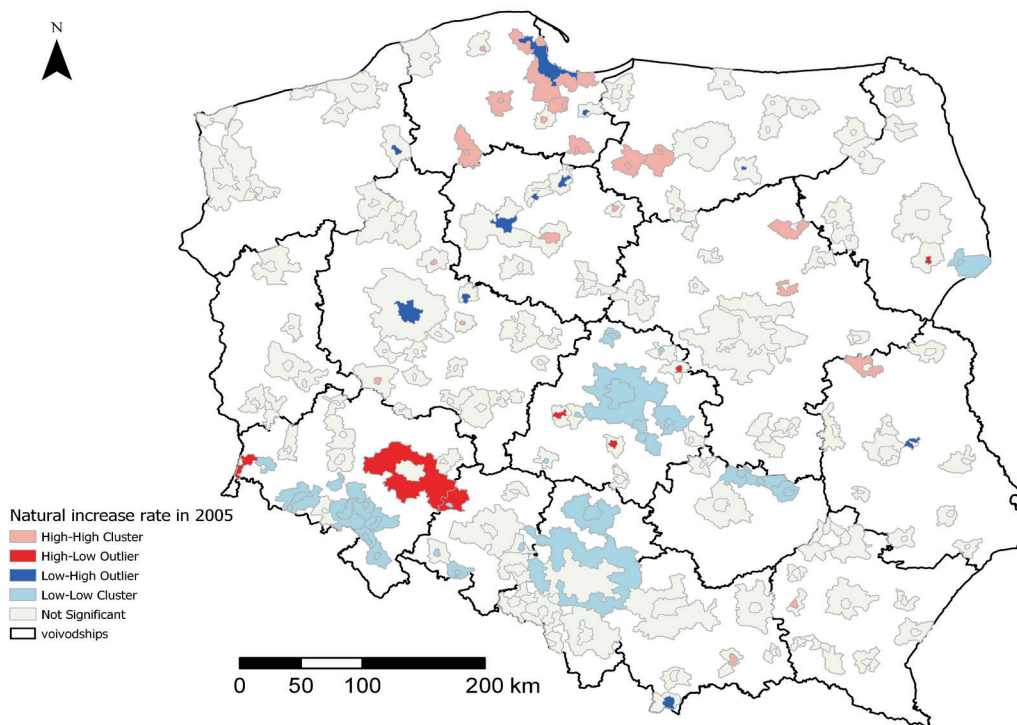 N
Natural increase rate in 2005
High-High Cluster
High-Low Outlier
Low-High Outlier
Low-Low Cluster
Not Significant
voivodships
0 50 100 200 km